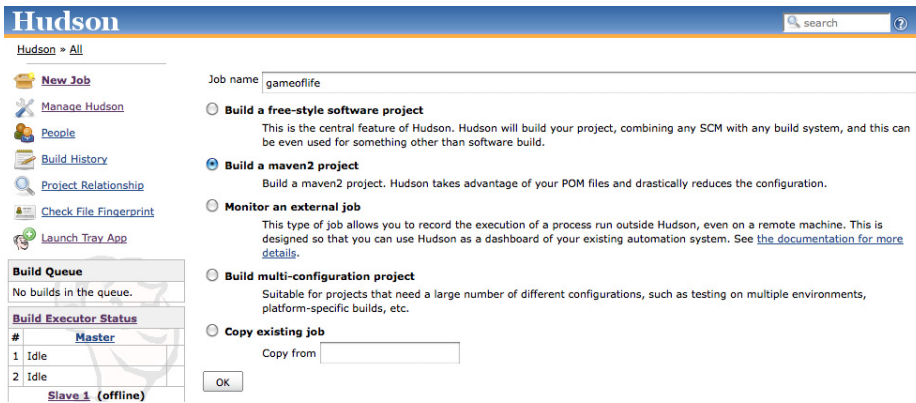 Hudson
search
Hudson » All
New Job
Manage Hudson
People
Build History
Project Relationship
Check File Fingerprint
Launch Tray App
Build Queue
No builds in the queue.
Build Executor Status
# Master
1 Idle
2 Idle
Slave 1 (offline)
Job name gameoflife
Build a free-style software project
This is the central feature of Hudson. Hudson will build your project, combining any SCM with any build system, and this can
be even used for something other than software build.
Build a maven2 project
Build a maven2 project. Hudson takes advantage of your POM files and drastically reduces the configuration.
Monitor an external job
This type of job allows you to record the execution of a process run outside Hudson, even on a remote machine. This is
designed so that you can use Hudson as a dashboard of your existing automation system. See the documentation for more
details.
Build multi-configuration project
Suitable for projects that need a large number of different configurations, such as testing on multiple environments,
platform-specific builds, etc.
Copy existing job
Copy from
OK